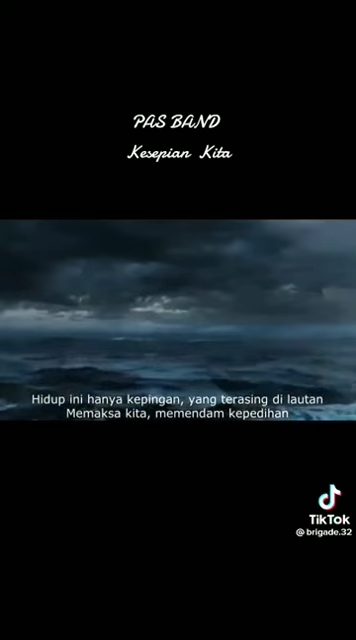 PAS BAND
Kesepian Kita
Hidup ini hanya kepingan, yang terasing di lautan
Memaksa kita, memendam kepedihan
TikTok
@brigade.32